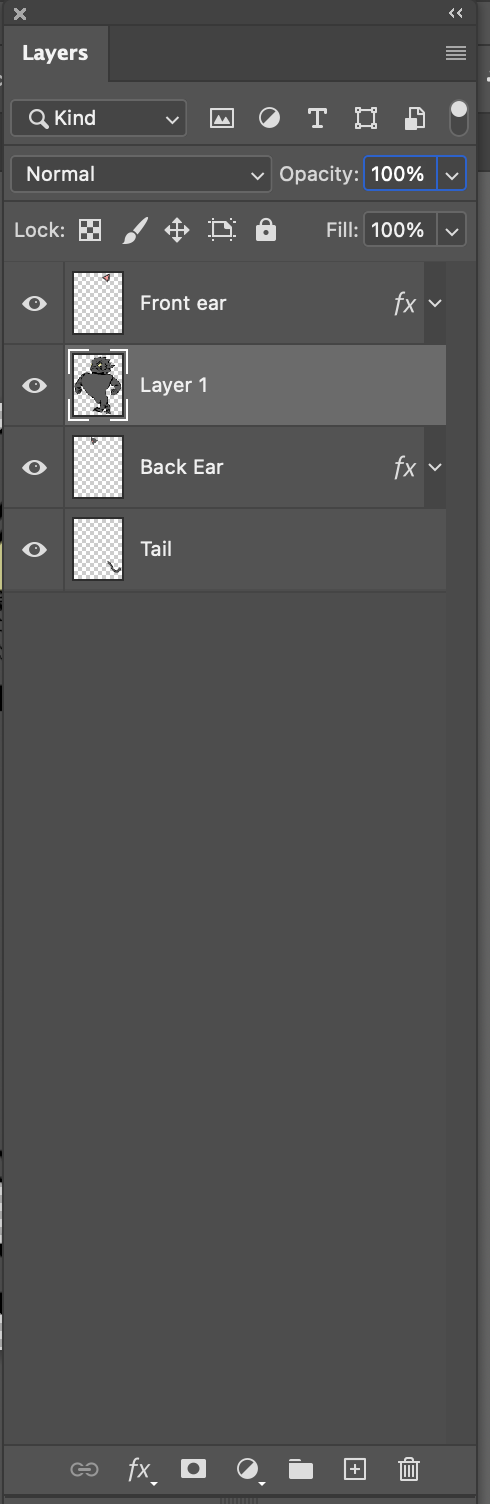 Layers
Kind
Normal Opacity: 100%
Lock: Fill: 100%
Front ear fx
Layer 1
Back Ear fx
Tail
fx